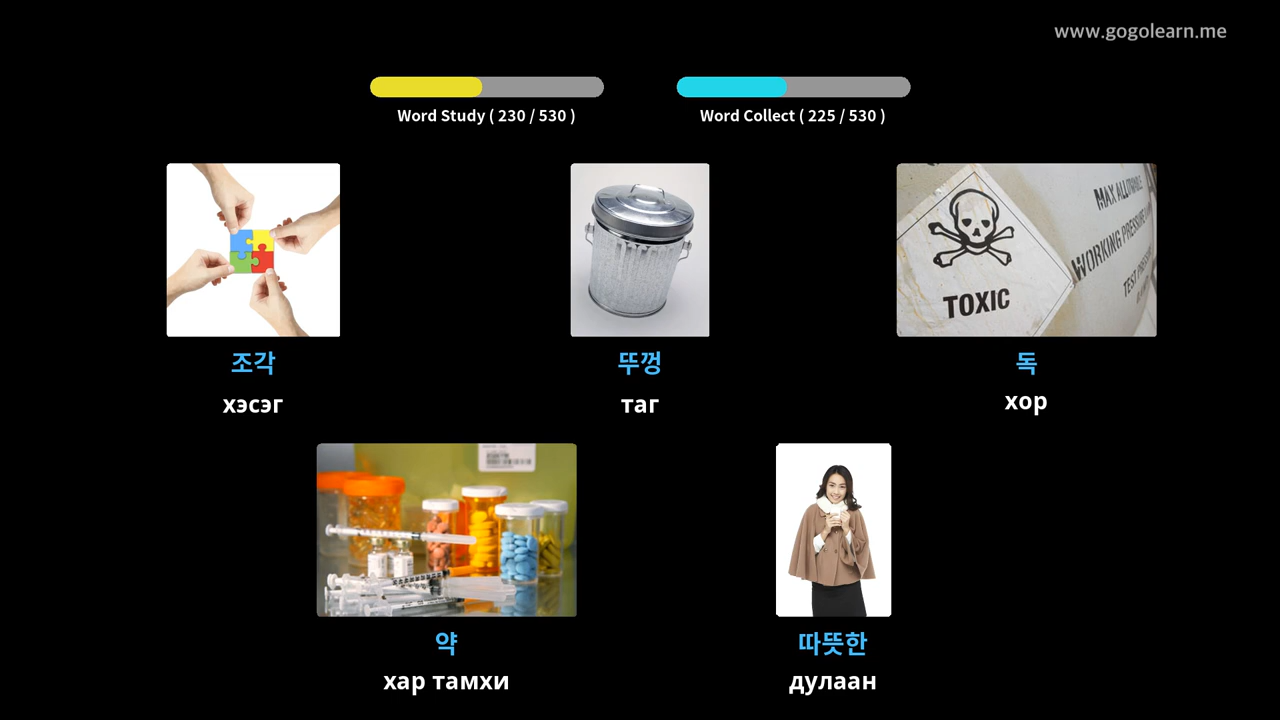 www.gogolearn.me
Word Study ( 230 / 530 )
Word Collect ( 225 / 530 )
MAX ALLOWABLE
WORKING PRESSURE
TEST
TOXIC
조각
뚜껑
독
хэсэг
таг
хор
약
따뜻한
хар тамхи
дулаан